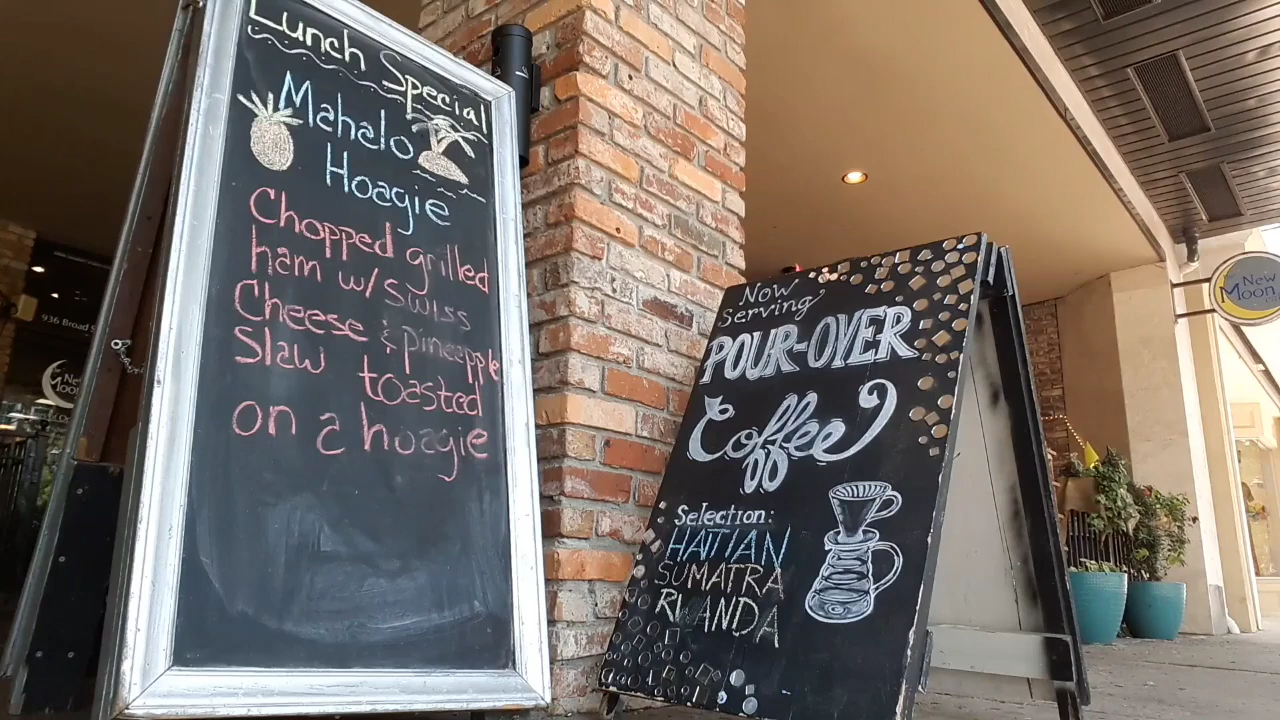 Lunch Special
Mahalo
Hoagie
Chopped grilled
ham w/ swiss
Cheese & pineapple
Slaw toasted
on a hoagie
Now
Serving
POUR-OVER
Coffee
Selection:
HAITIAN
SUMATRA
RWANDA
New
Moon
936 Broad
New
Moon